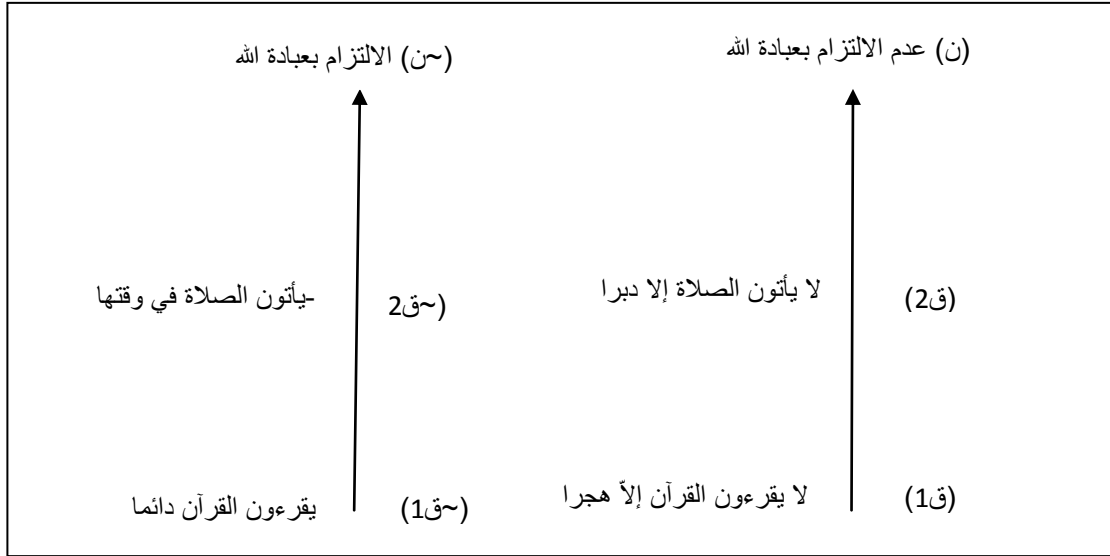 (ن) عدم الالتزام بعبادة الله
(~ن) الالتزام بعبادة الله
(ق2) لا يأتون الصلاة إلا دبرا
(~ق2 -يأتون الصلاة في وقتها
(ق1) لا يقرءون القرآن إلاّ هجرا
(~ق1) يقرءون القرآن دائما